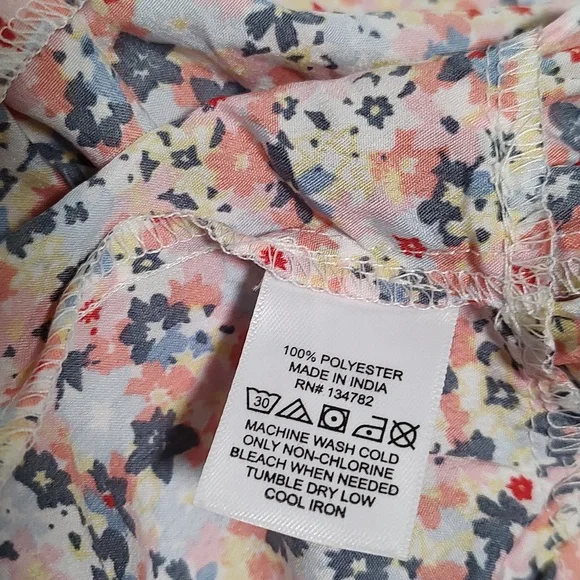 100% POLYESTER
MADE IN INDIA
RN# 134782
30
MACHINE WASH COLD
ONLY NON-CHLORINE
BLEACH WHEN NEEDED
TUMBLE DRY LOW
COOL IRON